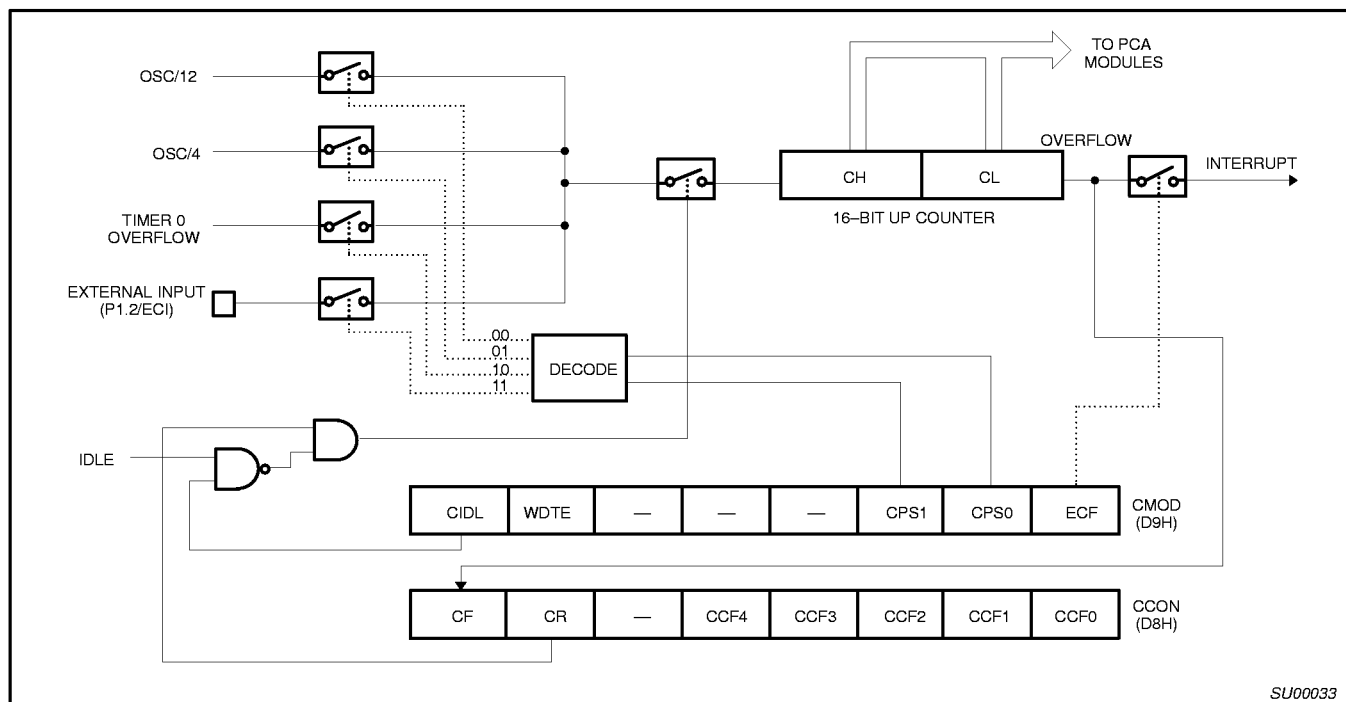 OSC/12
OSC/4
TIMER 0
OVERFLOW
EXTERNAL INPUT
(P1.2/ECI)
TO PCA
MODULES
OVERFLOW
INTERRUPT
CH
CL
16–BIT UP COUNTER
00
01
10
11
DECODE
IDLE
CIDL WDTE — — — CPS1 CPS0 ECF
CMOD
(D9H)
CF CR — CCF4 CCF3 CCF2 CCF1 CCF0
CCON
(D8H)
SU00033